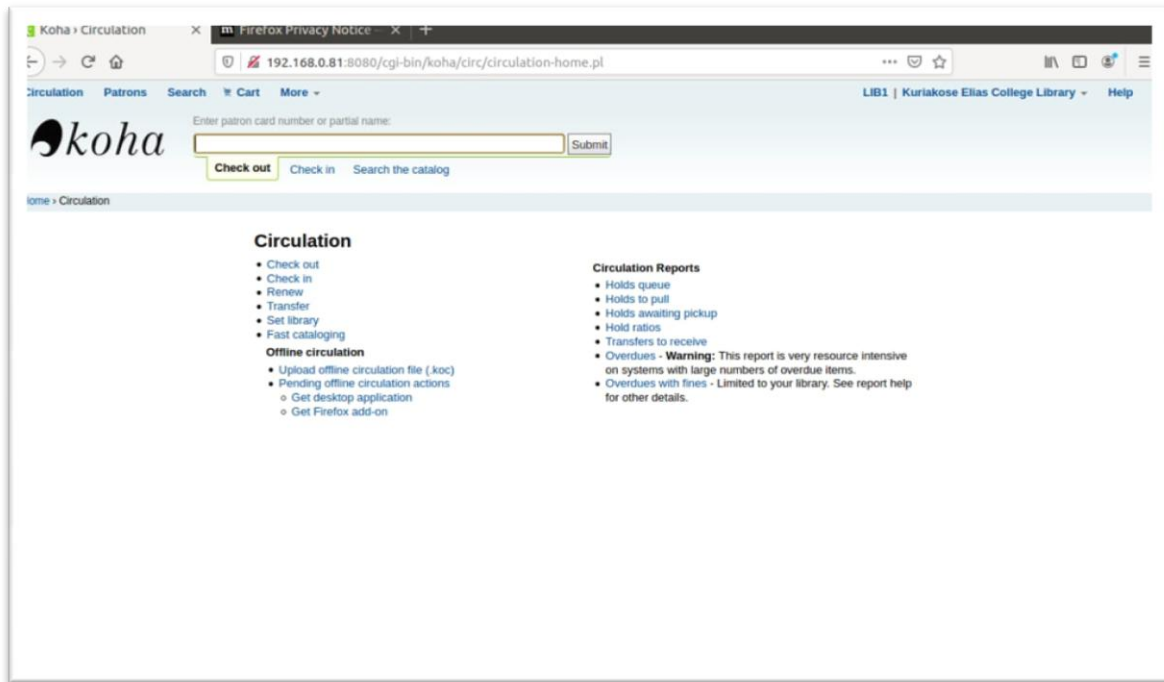 Koha › Circulation
Firefox Privacy Notice —
192.168.0.81:8080/cgi-bin/koha/circ/circulation-home.pl
Circulation Patrons Search Cart More LIB1 | Kuriakose Elias College Library Help
koha
Enter patron card number or partial name:
Submit
Check out Check in Search the catalog
Home › Circulation
Circulation
Check out
Check in
Renew
Transfer
Set library
Fast cataloging
Offline circulation
Upload offline circulation file (.koc)
Pending offline circulation actions
Get desktop application
Get Firefox add-on
Circulation Reports
Holds queue
Holds to pull
Holds awaiting pickup
Hold ratios
Transfers to receive
Overdues - Warning: This report is very resource intensive
on systems with large numbers of overdue items.
Overdues with fines - Limited to your library. See report help
for other details.